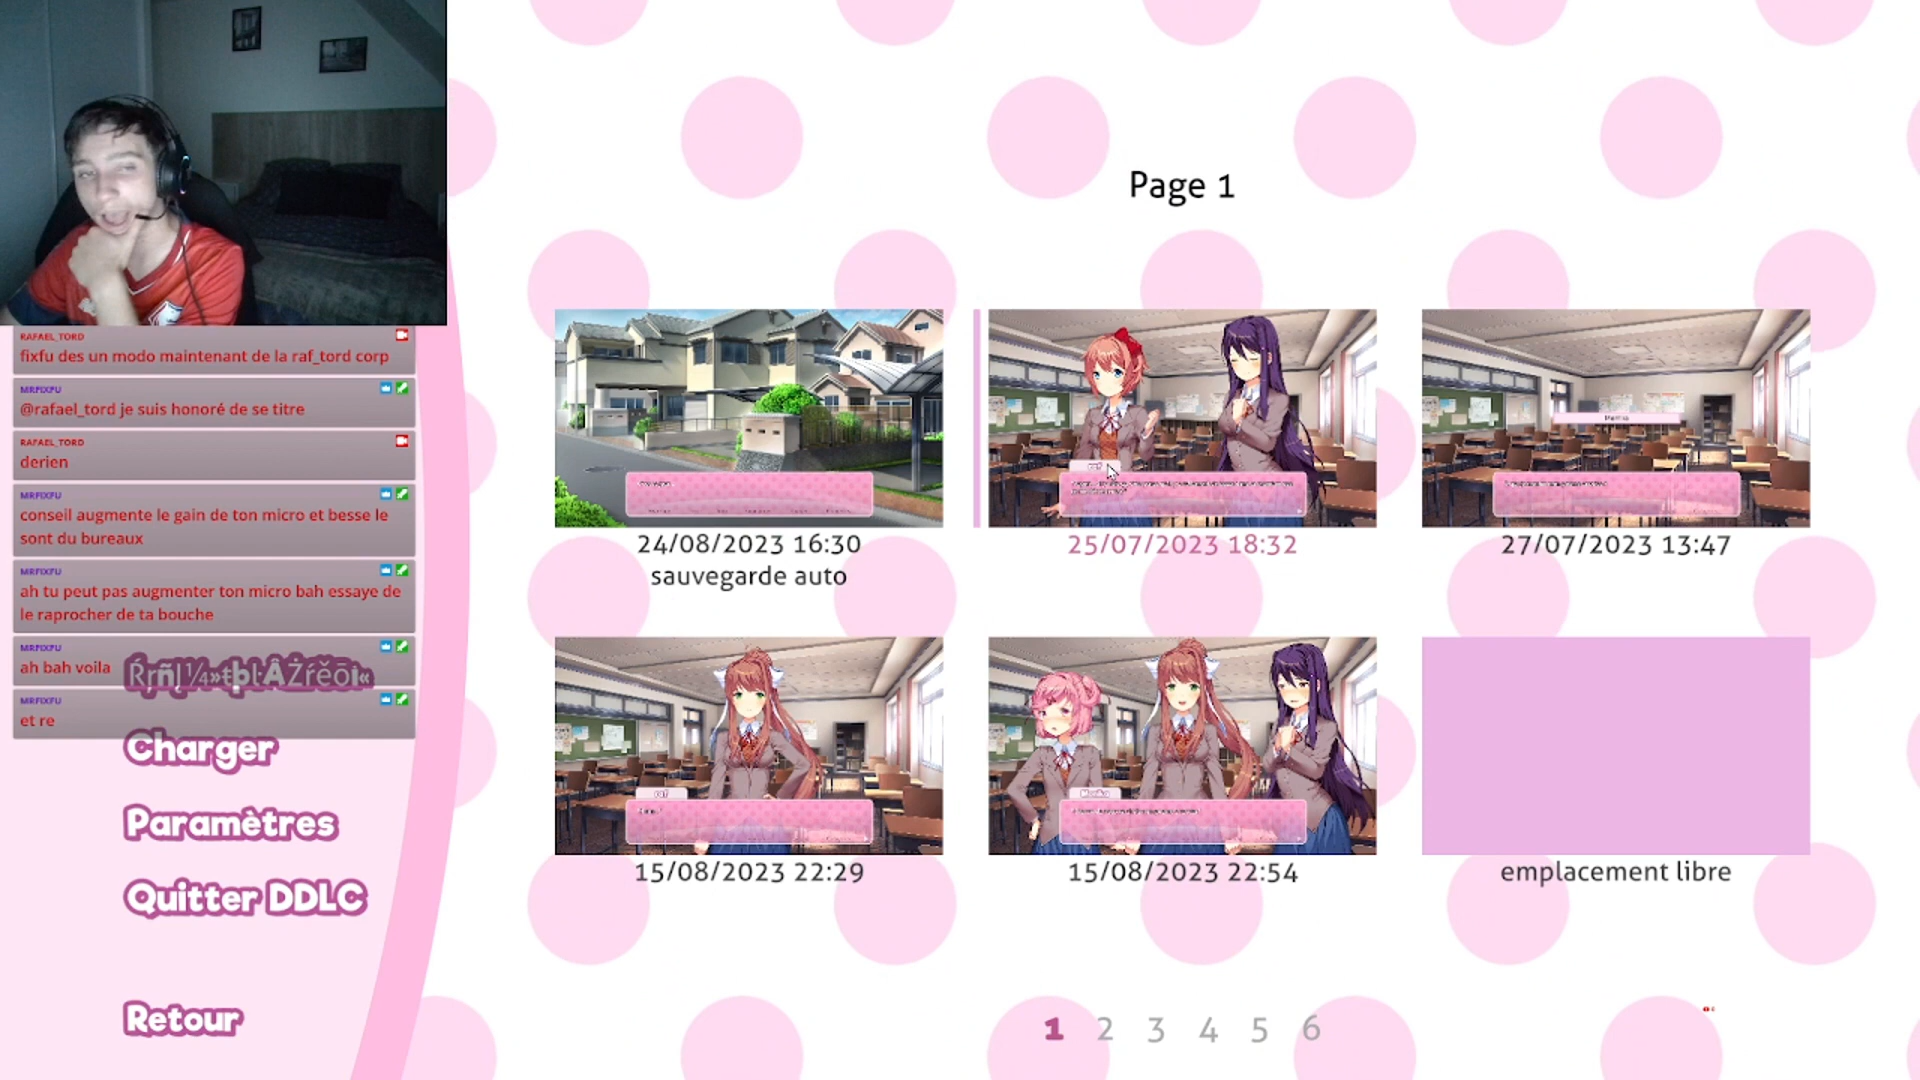 RAFAEL_TORD
fixfu des un modo maintenant de la raf_tord corp
MRFIXFU
@rafael_tord je suis honoré de se titre
RAFAEL_TORD
derien
MRFIXFU
conseil augmente le gain de ton micro et besse le
sont du bureaux
MRFIXFU
ah tu peut pas augmenter ton micro bah essaye de
le raprocher de ta bouche
MRFIXFU
ah bah voila
MRFIXFU
et re
Charger
Paramètres
Quitter DDLC
Retour
Page 1
24/08/2023 16:30
sauvegarde auto
25/07/2023 18:32
27/07/2023 13:47
raf
15/08/2023 22:29
Monika
15/08/2023 22:54
emplacement libre
1 2 3 4 5 6